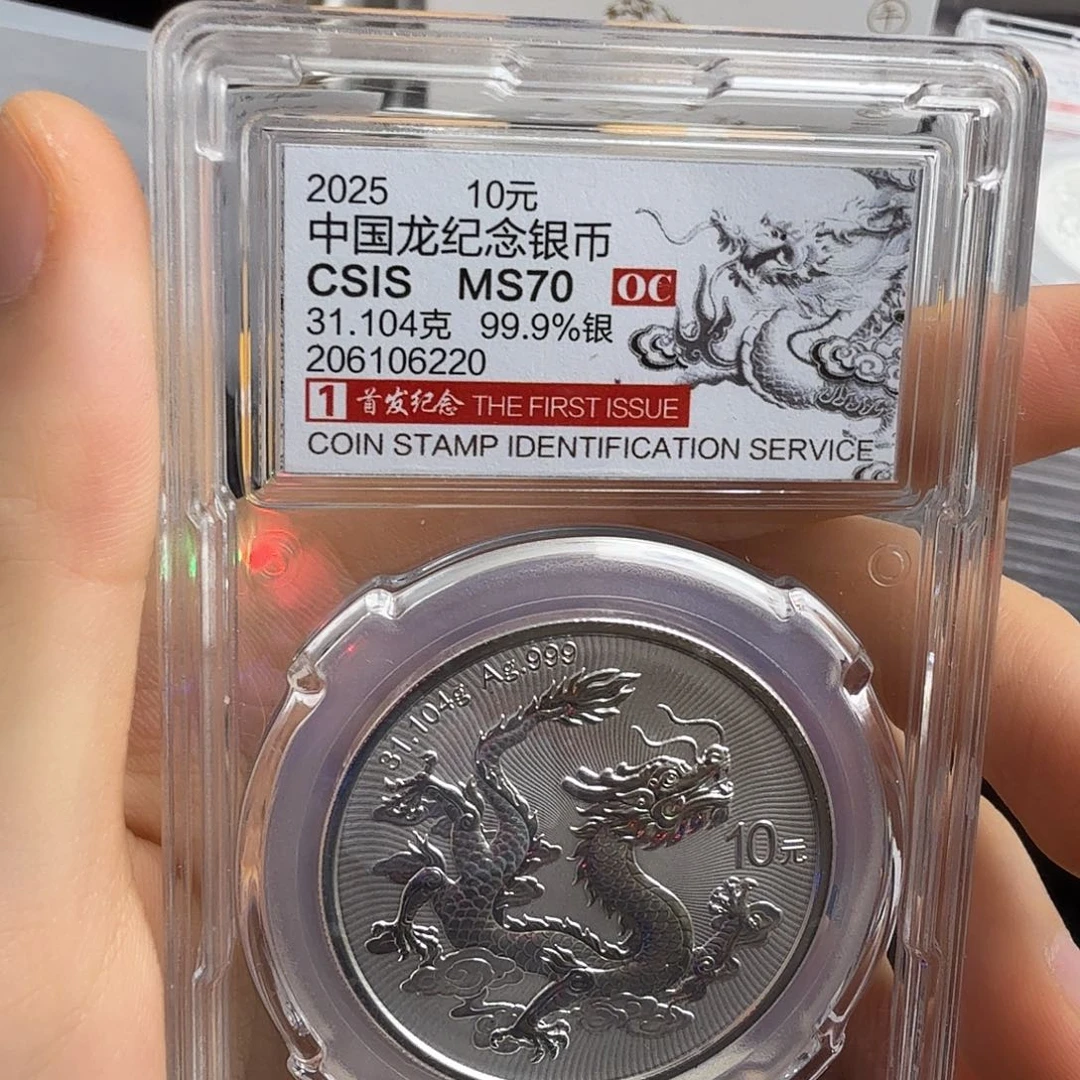 年
2025 10元
中国龙纪念银币
CSIS MS70 OC
31.104克 99.9%银
206106220
1 首发纪念 THE FIRST ISSUE
COIN STAMP IDENTIFICATION SERVICE
31.104g Ag.999
10元